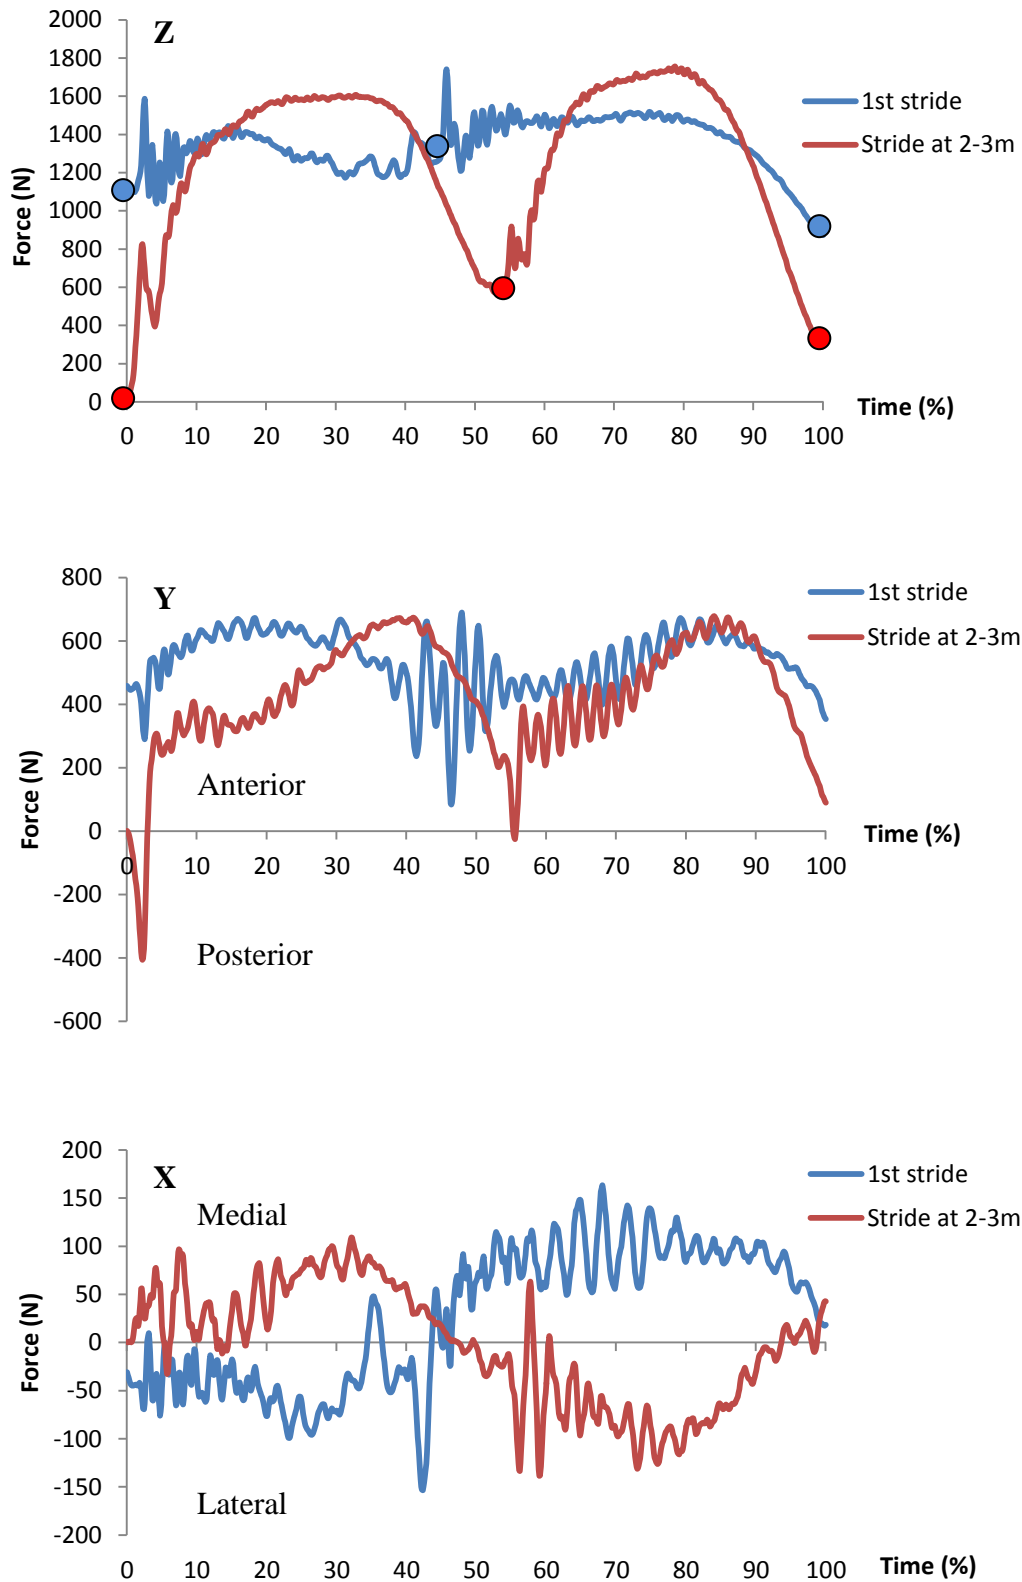 Z
2000
1800
1600
1400
1200
1000
800
600
400
200
0
Force (N)
1st stride
Stride at 2-3m
0 10 20 30 40 50 60 70 80 90 100
Time (%)
Y
800
600
400
200
0
-200
-400
-600
Force (N)
1st stride
Stride at 2-3m
Anterior
Posterior
0 10 20 30 40 50 60 70 80 90 100
Time (%)
X
200
150
100
50
0
-50
-100
-150
-200
Force (N)
1st stride
Stride at 2-3m
Medial
Lateral
0 10 20 30 40 50 60 70 80 90 100
Time (%)